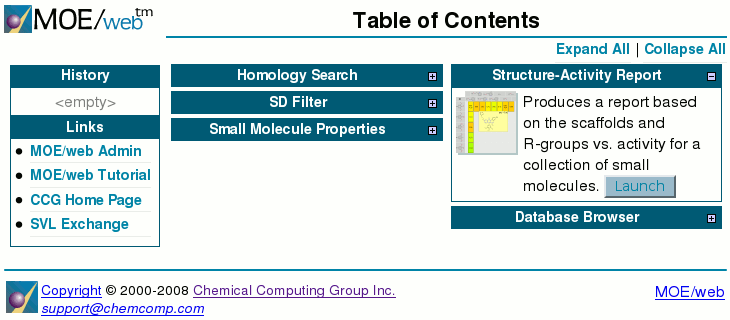 MOE/web™
Table of Contents
Expand All | Collapse All
History
<empty>
Links
MOE/web Admin
MOE/web Tutorial
CCG Home Page
SVL Exchange
Homology Search
SD Filter
Small Molecule Properties
Structure-Activity Report
Produces a report based
on the scaffolds and
R-groups vs. activity for a
collection of small
molecules. Launch
Database Browser
Copyright © 2000-2008 Chemical Computing Group Inc.
support@chemcomp.com
MOE/web